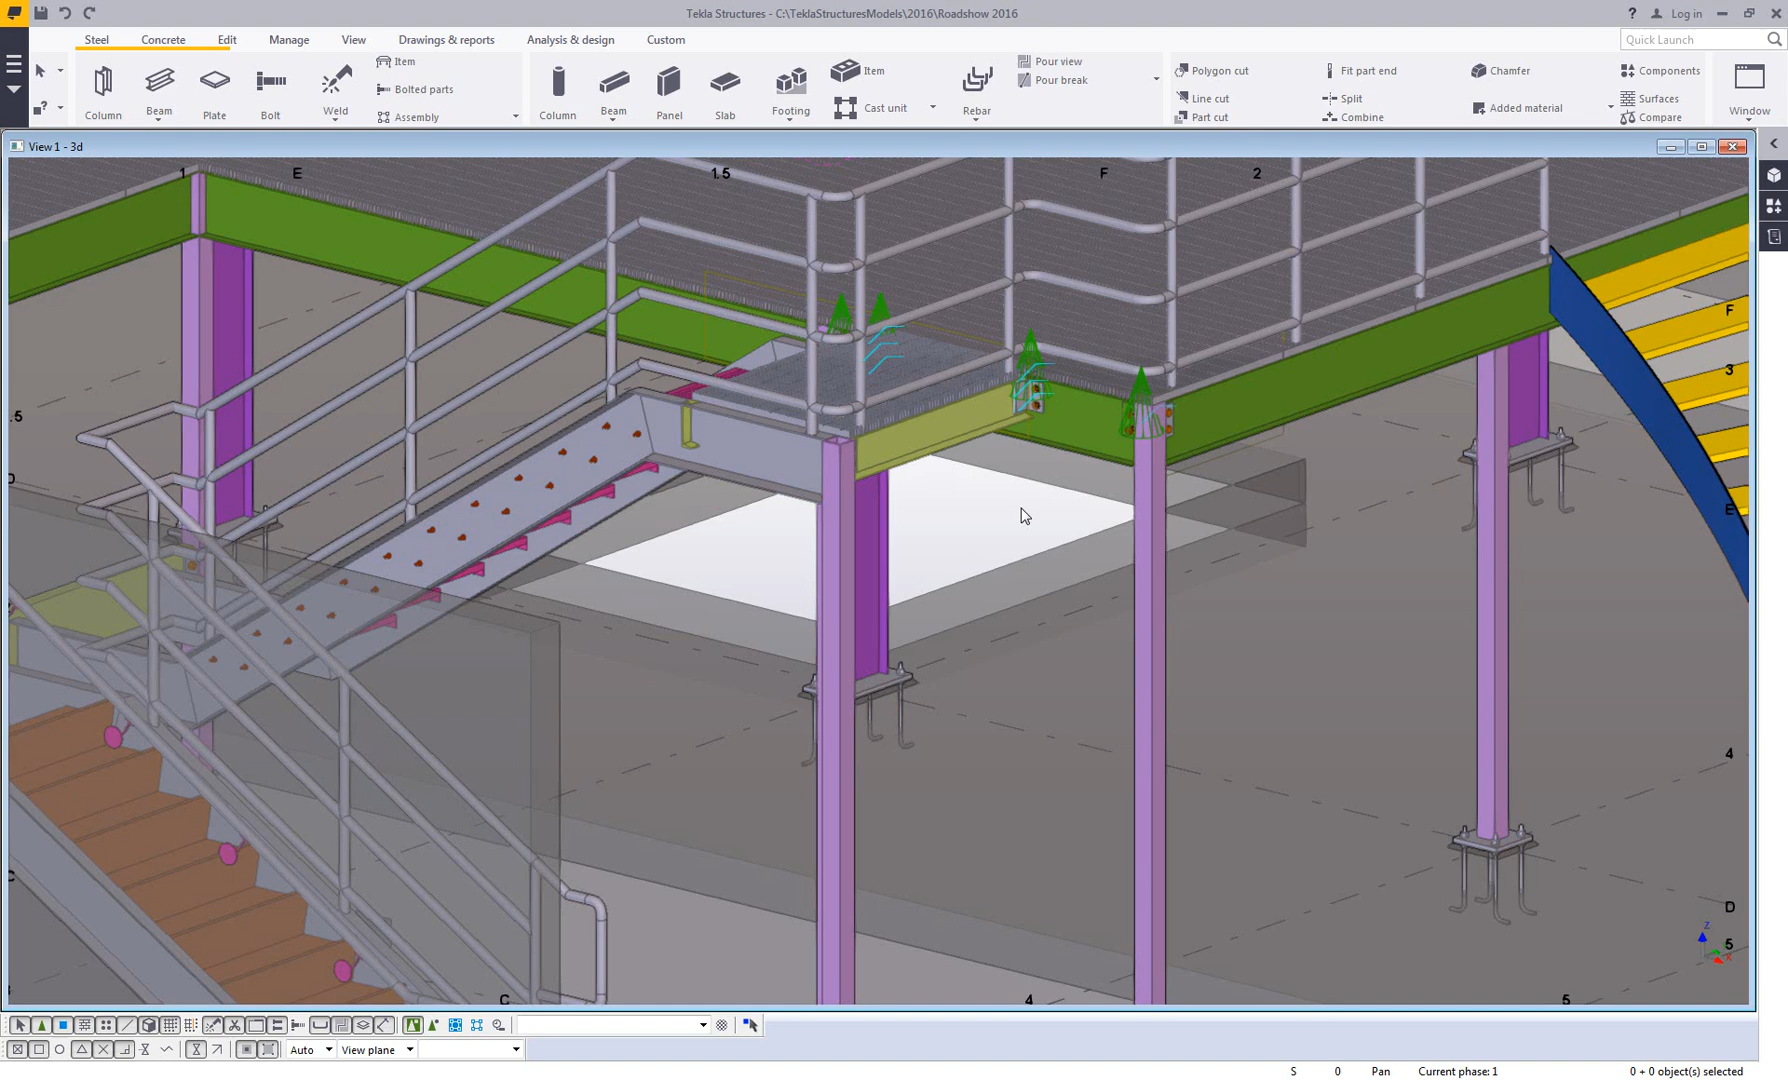 Tekla Structures - C:\TeklaStructuresModels\2016\Roadshow 2016
? Log in
Steel Concrete Edit Manage View Drawings & reports Analysis & design Custom
Quick Launch
Item
Bolted parts
Assembly
Column Beam Plate Bolt Weld
Column Beam Panel Slab Footing
Item
Cast unit
Rebar
Pour view
Pour break
Polygon cut
Line cut
Part cut
Fit part end
Split
Combine
Chamfer
Added material
Components
Surfaces
Compare
Window
View 1 - 3d
1 E 1.5 F 2
F
3
.5
E
4
D
5
C
C 4 5
Z
Auto View plane
S 0 Pan Current phase: 1 0 + 0 object(s) selected